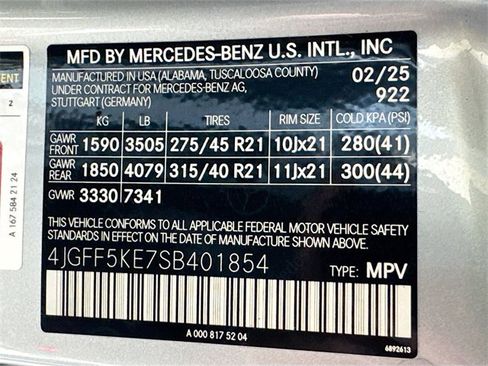 MFD BY MERCEDES-BENZ U.S. INTL., INC
MANUFACTURED IN USA (ALABAMA, TUSCALOOSA COUNTY) 02/25
UNDER CONTRACT FOR MERCEDES-BENZ AG, 922
STUTTGART (GERMANY)
KG LB TIRES RIM SIZE COLD KPA (PSI)
GAWR FRONT 1590 3505 275/45 R21 10Jx21 280(41)
GAWR REAR 1850 4079 315/40 R21 11Jx21 300(44)
GVWR 3330 7341
THIS VEHICLE CONFORMS TO ALL APPLICABLE FEDERAL MOTOR VEHICLE SAFETY
STANDARDS IN EFFECT ON THE DATE OF MANUFACTURE SHOWN ABOVE.
4JGFF5KE7SB401854 TYPE: MPV
A 000 817 52 04
6892613
2
A 167 584 21 24